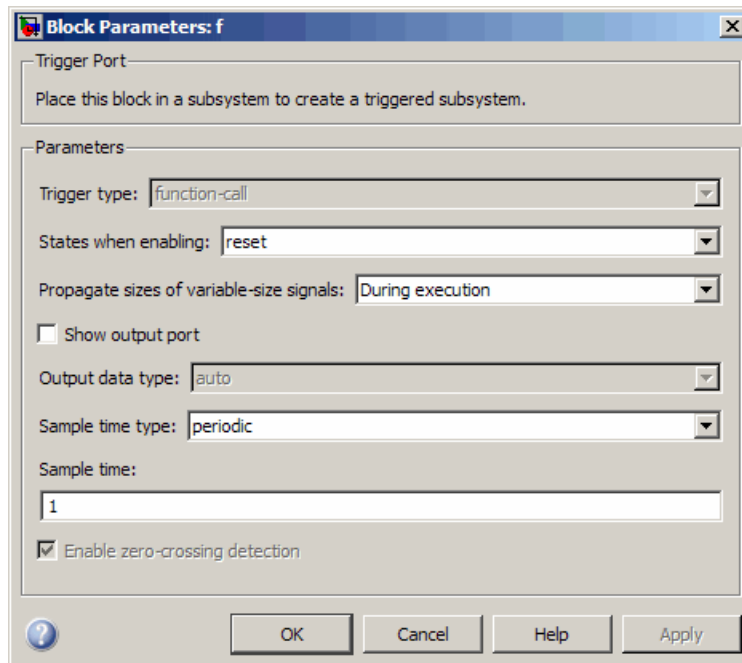 Block Parameters: f
Trigger Port
Place this block in a subsystem to create a triggered subsystem.
Parameters
Trigger type: function-call
States when enabling: reset
Propagate sizes of variable-size signals: During execution
Show output port
Output data type: auto
Sample time type: periodic
Sample time:
1
Enable zero-crossing detection
OK Cancel Help Apply